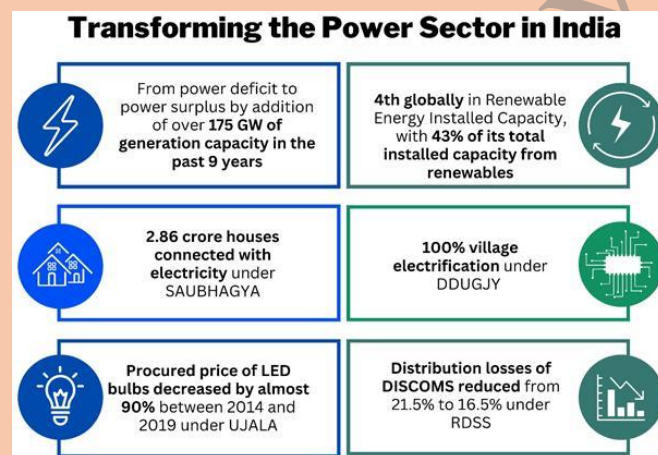 Transforming the Power Sector in India
From power deficit to
power surplus by addition
of over 175 GW of
generation capacity in the
past 9 years
4th globally in Renewable
Energy Installed Capacity,
with 43% of its total
installed capacity from
renewables
2.86 crore houses
connected with
electricity under
SAUBHAGYA
100% village
electrification under
DDUGJY
Procured price of LED
bulbs decreased by almost
90% between 2014 and
2019 under UJALA
Distribution losses of
DISCOMS reduced from
21.5% to 16.5% under
RDSS